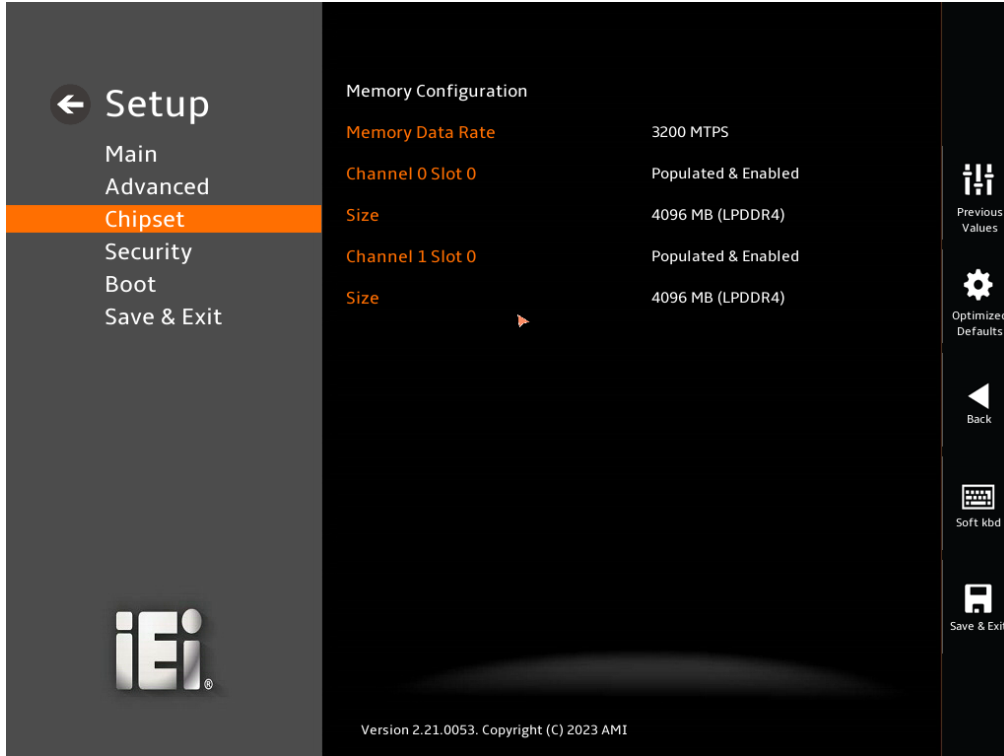 Setup
Main
Advanced
Chipset
Security
Boot
Save & Exit
iEi®
Memory Configuration
Memory Data Rate 3200 MTPS
Channel 0 Slot 0 Populated & Enabled
Size 4096 MB (LPDDR4)
Channel 1 Slot 0 Populated & Enabled
Size 4096 MB (LPDDR4)
Version 2.21.0053. Copyright (C) 2023 AMI
Previous
Values
Optimized
Defaults
Back
Soft kbd
Save & Exit